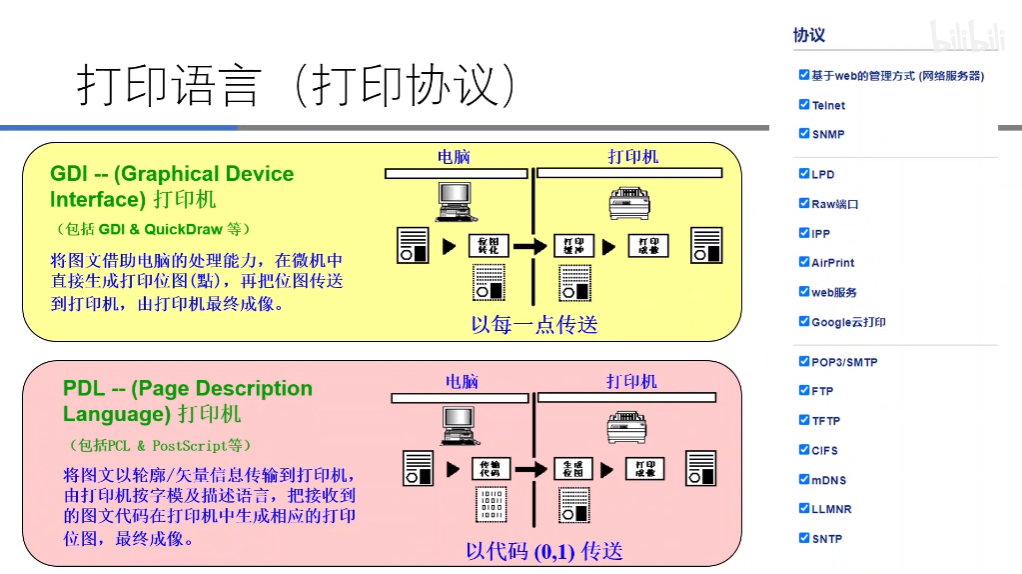 打印语言（打印协议）
GDI -- (Graphical Device
Interface) 打印机
（包括 GDI & QuickDraw 等）
将图文借助电脑的处理能力，在微机中
直接生成打印位图(點)，再把位图传送
到打印机，由打印机最终成像。
电脑
打印机
位图
转化
打印
缓冲
打印
成像
以每一点传送
PDL -- (Page Description
Language) 打印机
（包括PCL & PostScript等）
将图文以轮廓/矢量信息传输到打印机，
由打印机按字模及描述语言，把接收到
的图文代码在打印机中生成相应的打印
位图，最终成像。
电脑
打印机
传输
代码
生成
位图
打印
成像
以代码 (0,1) 传送
bilibili
协议
基于web的管理方式 (网络服务器)
Telnet
SNMP
LPD
Raw端口
IPP
AirPrint
web服务
Google云打印
POP3/SMTP
FTP
TFTP
CIFS
mDNS
LLMNR
SNTP